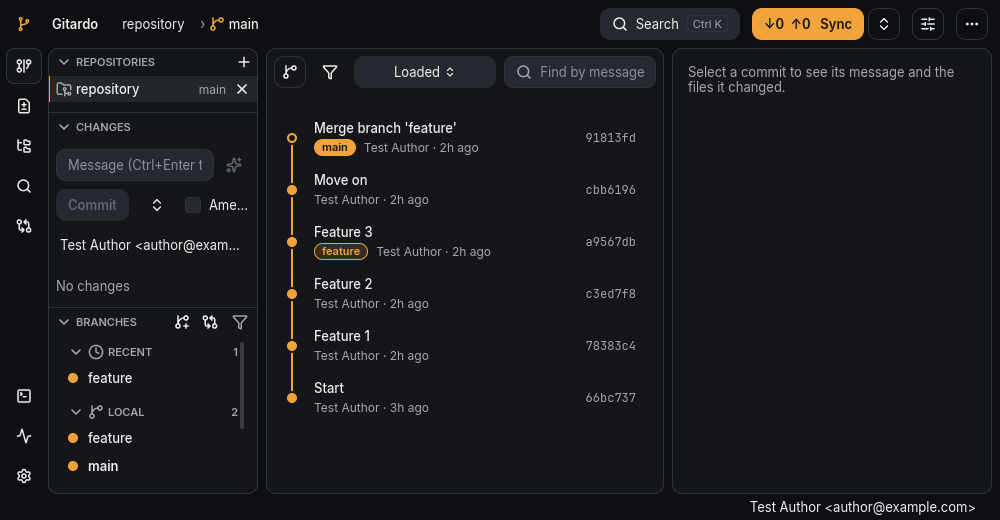 Gitardo
repository › main
Search Ctrl K
↓0 ↑0 Sync
REPOSITORIES
repository main
CHANGES
Message (Ctrl+Enter t
Commit Ame...
Test Author <author@exam...
No changes
BRANCHES
RECENT 1
feature
LOCAL 2
feature
main
Loaded
Find by message
Merge branch 'feature' 91813fd
main Test Author · 2h ago
Move on cbb6196
Test Author · 2h ago
Feature 3 a9567db
feature Test Author · 2h ago
Feature 2 c3ed7f8
Test Author · 2h ago
Feature 1 78383c4
Test Author · 2h ago
Start 66bc737
Test Author · 3h ago
Select a commit to see its message and the
files it changed.
Test Author <author@example.com>